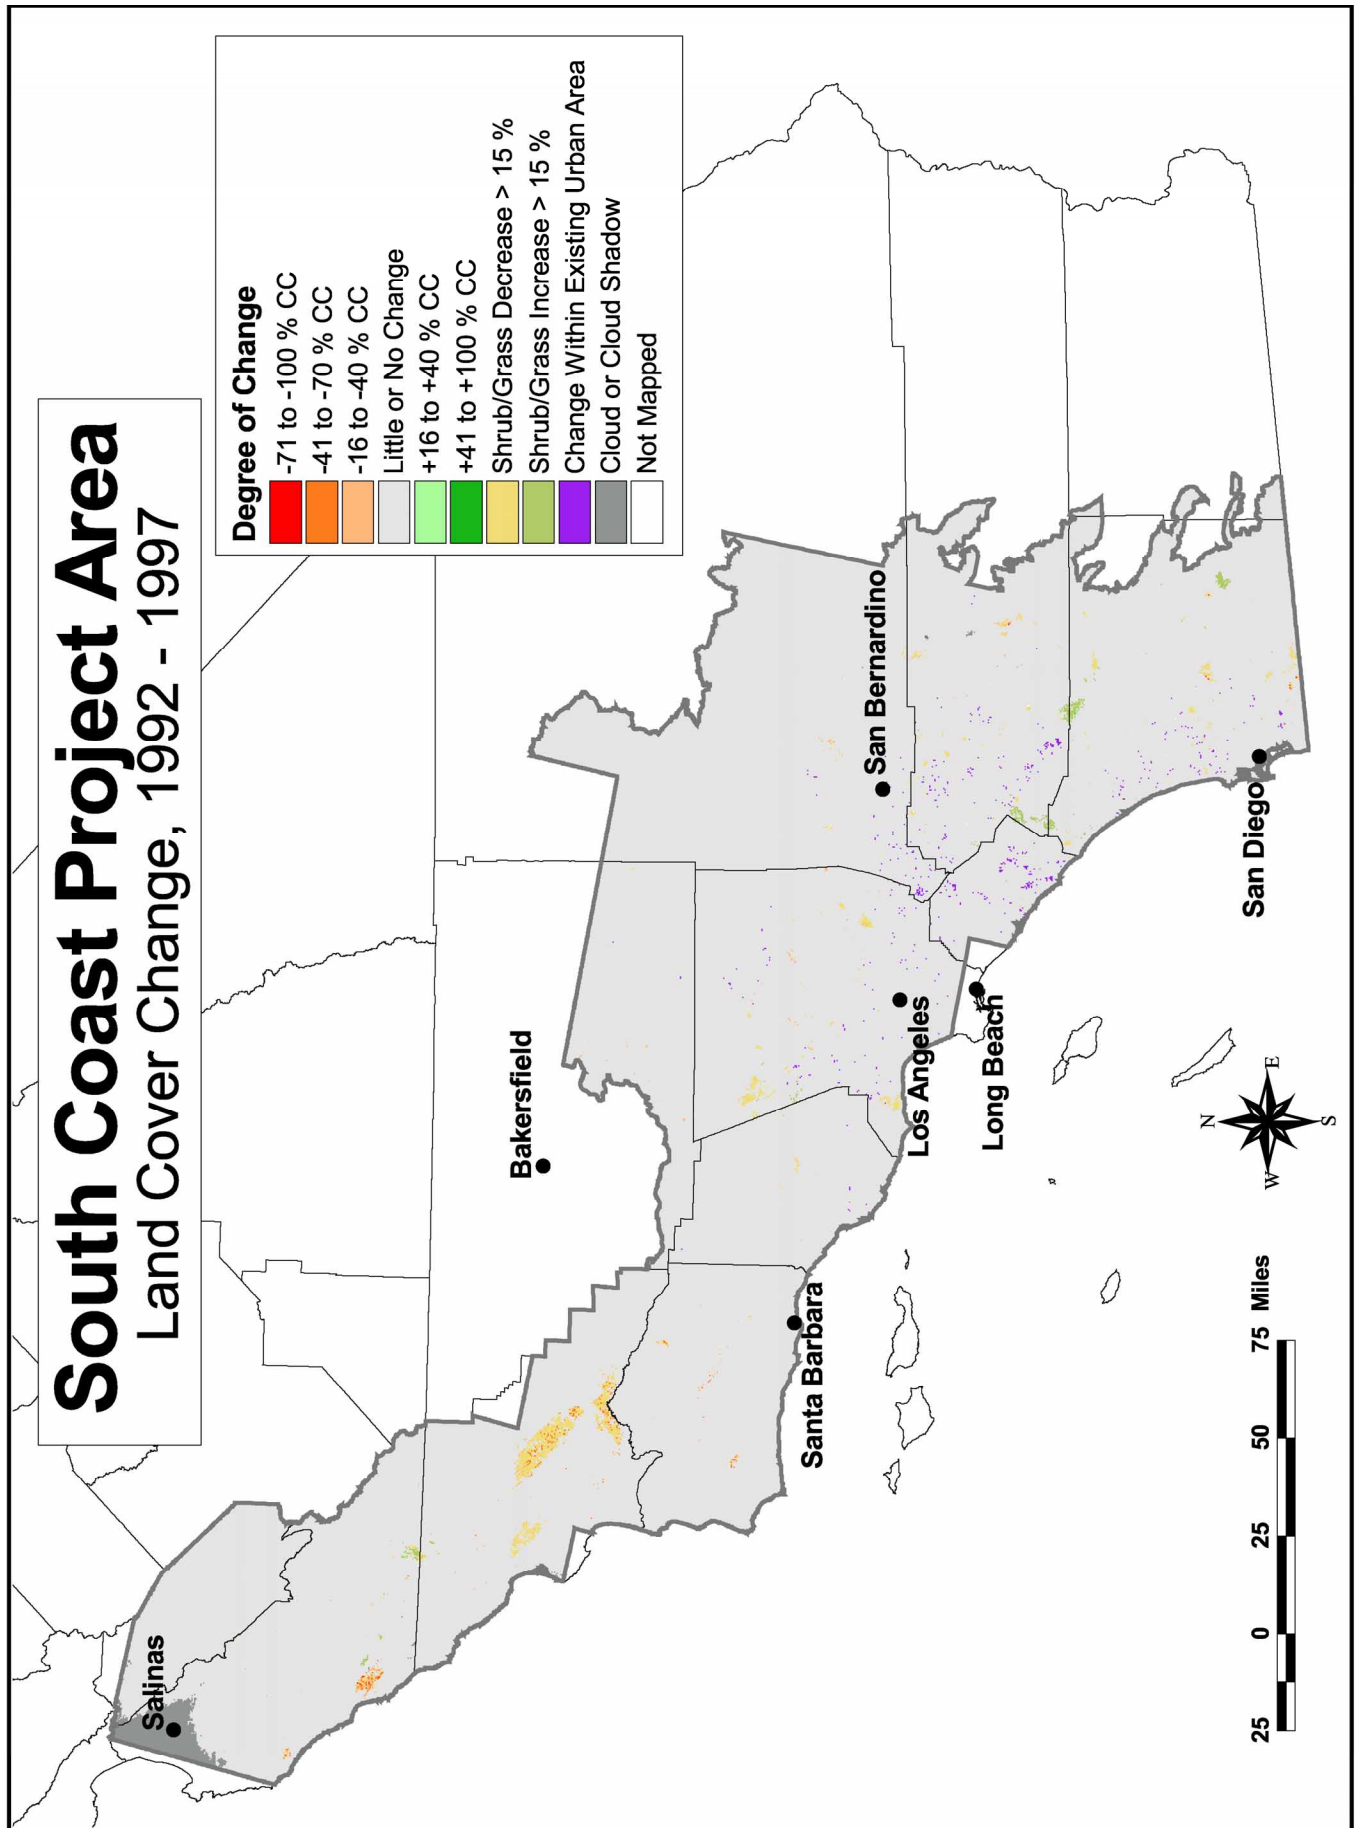 South Coast Project Area
Land Cover Change, 1992 - 1997
Degree of Change
-71 to -100 % CC
-41 to -70 % CC
-16 to -40 % CC
Little or No Change
+16 to +40 % CC
+41 to +100 % CC
Shrub/Grass Decrease > 15 %
Shrub/Grass Increase > 15 %
Change Within Existing Urban Area
Cloud or Cloud Shadow
Not Mapped
Salinas
Bakersfield
Santa Barbara
Los Angeles
Long Beach
San Bernardino
San Diego
N
W
E
S
25 0 25 50 75 Miles